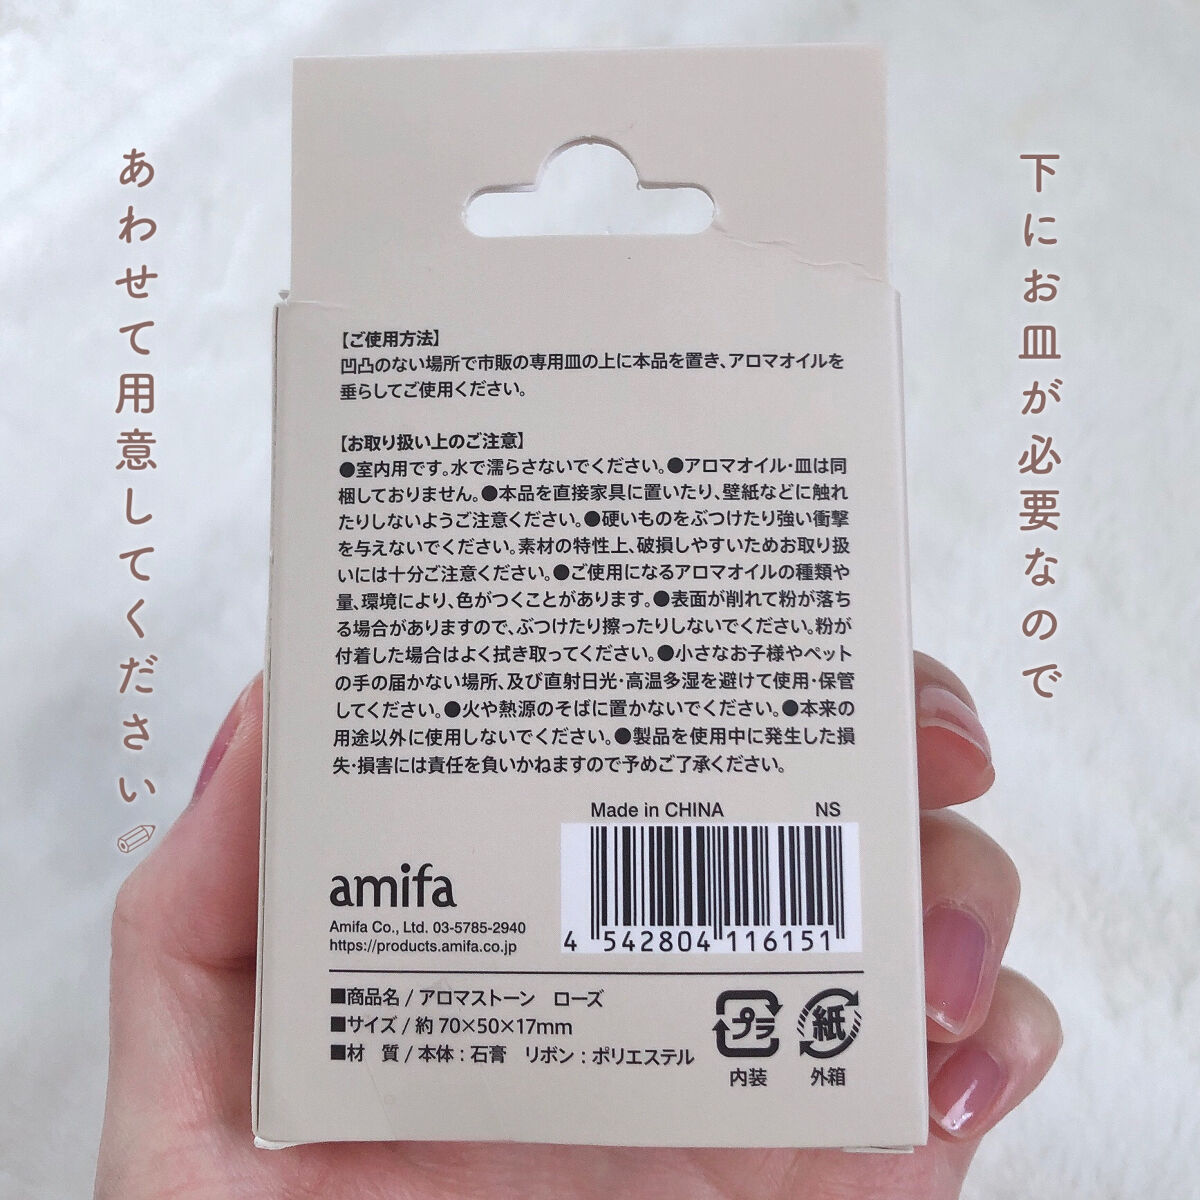 下にお皿が必要なので
あわせて用意してください
【ご使用方法】
凹凸のない場所で市販の専用皿の上に本品を置き、アロマオイルを
垂らしてご使用ください。
【お取り扱い上のご注意】
●室内用です。水で濡らさないでください。●アロマオイル・皿は同
梱しておりません。●本品を直接家具に置いたり、壁紙などに触れ
たりしないようご注意ください。●硬いものをぶつけたり強い衝撃
を与えないでください。素材の特性上、破損しやすいためお取り扱
いには十分ご注意ください。●ご使用になるアロマオイルの種類や
量、環境により、色がつくことがあります。●表面が削れて粉が落ち
る場合がありますので、ぶつけたり擦ったりしないでください。粉が
付着した場合はよく拭き取ってください。●小さなお子様やペット
の手の届かない場所、及び直射日光・高温多湿を避けて使用・保管
してください。●火や熱源のそばに置かないでください。●本来の
用途以外に使用しないでください。●製品を使用中に発生した損
失・損害には責任を負いかねますので予めご了承ください。
Made in CHINA NS
4 542804 116151
amifa
Amifa Co., Ltd. 03-5785-2940
https://products.amifa.co.jp
■商品名 / アロマストーン ローズ
■サイズ / 約 70×50×17mm
■材 質 / 本体 : 石膏 リボン : ポリエステル
プラ 紙
内装 外箱